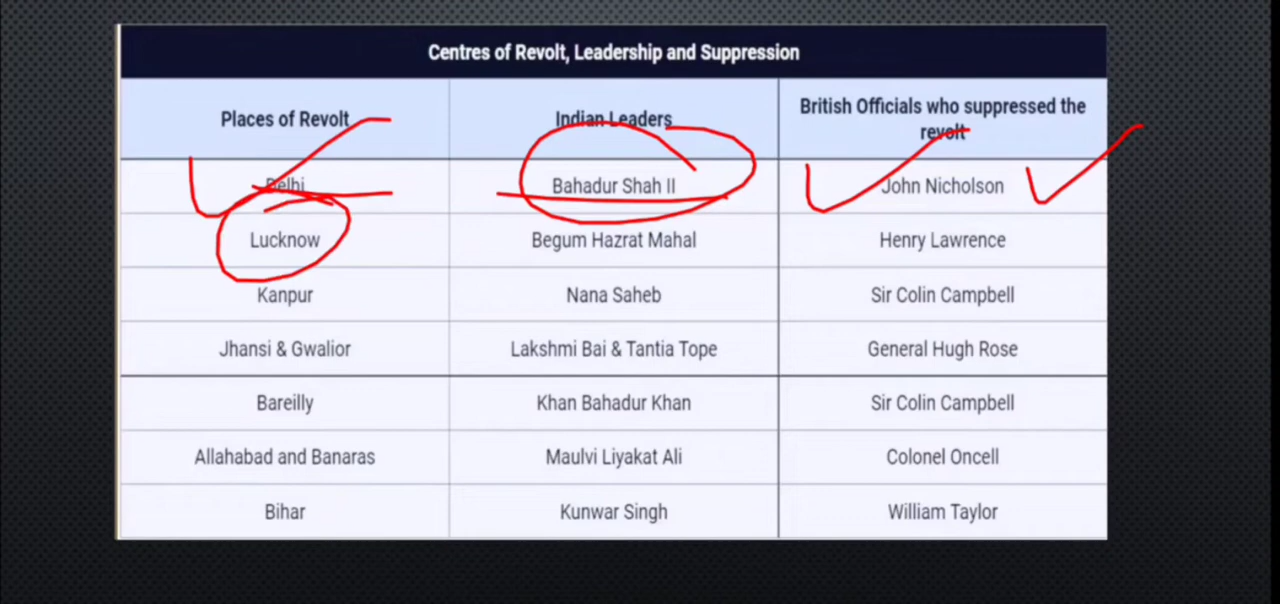 Centres of Revolt, Leadership and Suppression
Places of Revolt Indian Leaders British Officials who suppressed the
revolt
Delhi Bahadur Shah II John Nicholson
Lucknow Begum Hazrat Mahal Henry Lawrence
Kanpur Nana Saheb Sir Colin Campbell
Jhansi & Gwalior Lakshmi Bai & Tantia Tope General Hugh Rose
Bareilly Khan Bahadur Khan Sir Colin Campbell
Allahabad and Banaras Maulvi Liyakat Ali Colonel Oncell
Bihar Kunwar Singh William Taylor